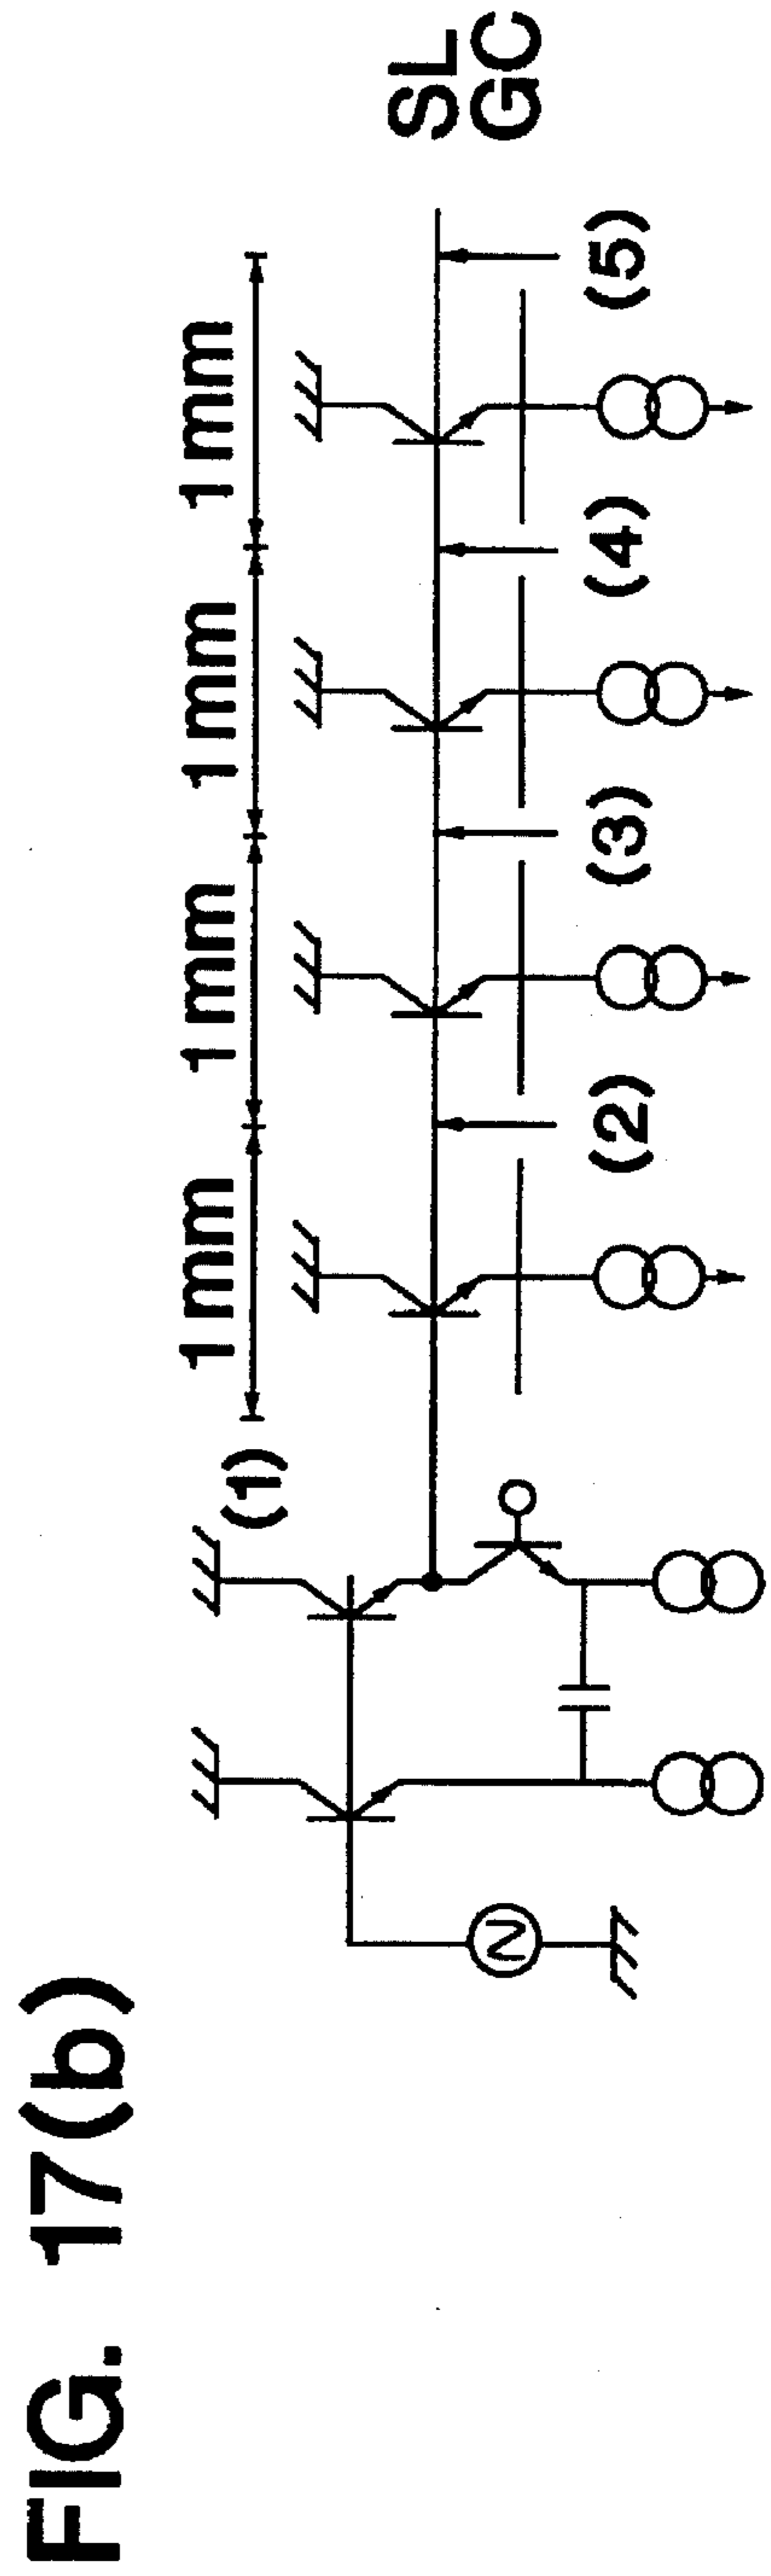 FIG. 17(b)
1mm 1mm 1mm 1mm
(1)
SL
GC
(2) (3) (4) (5)
N